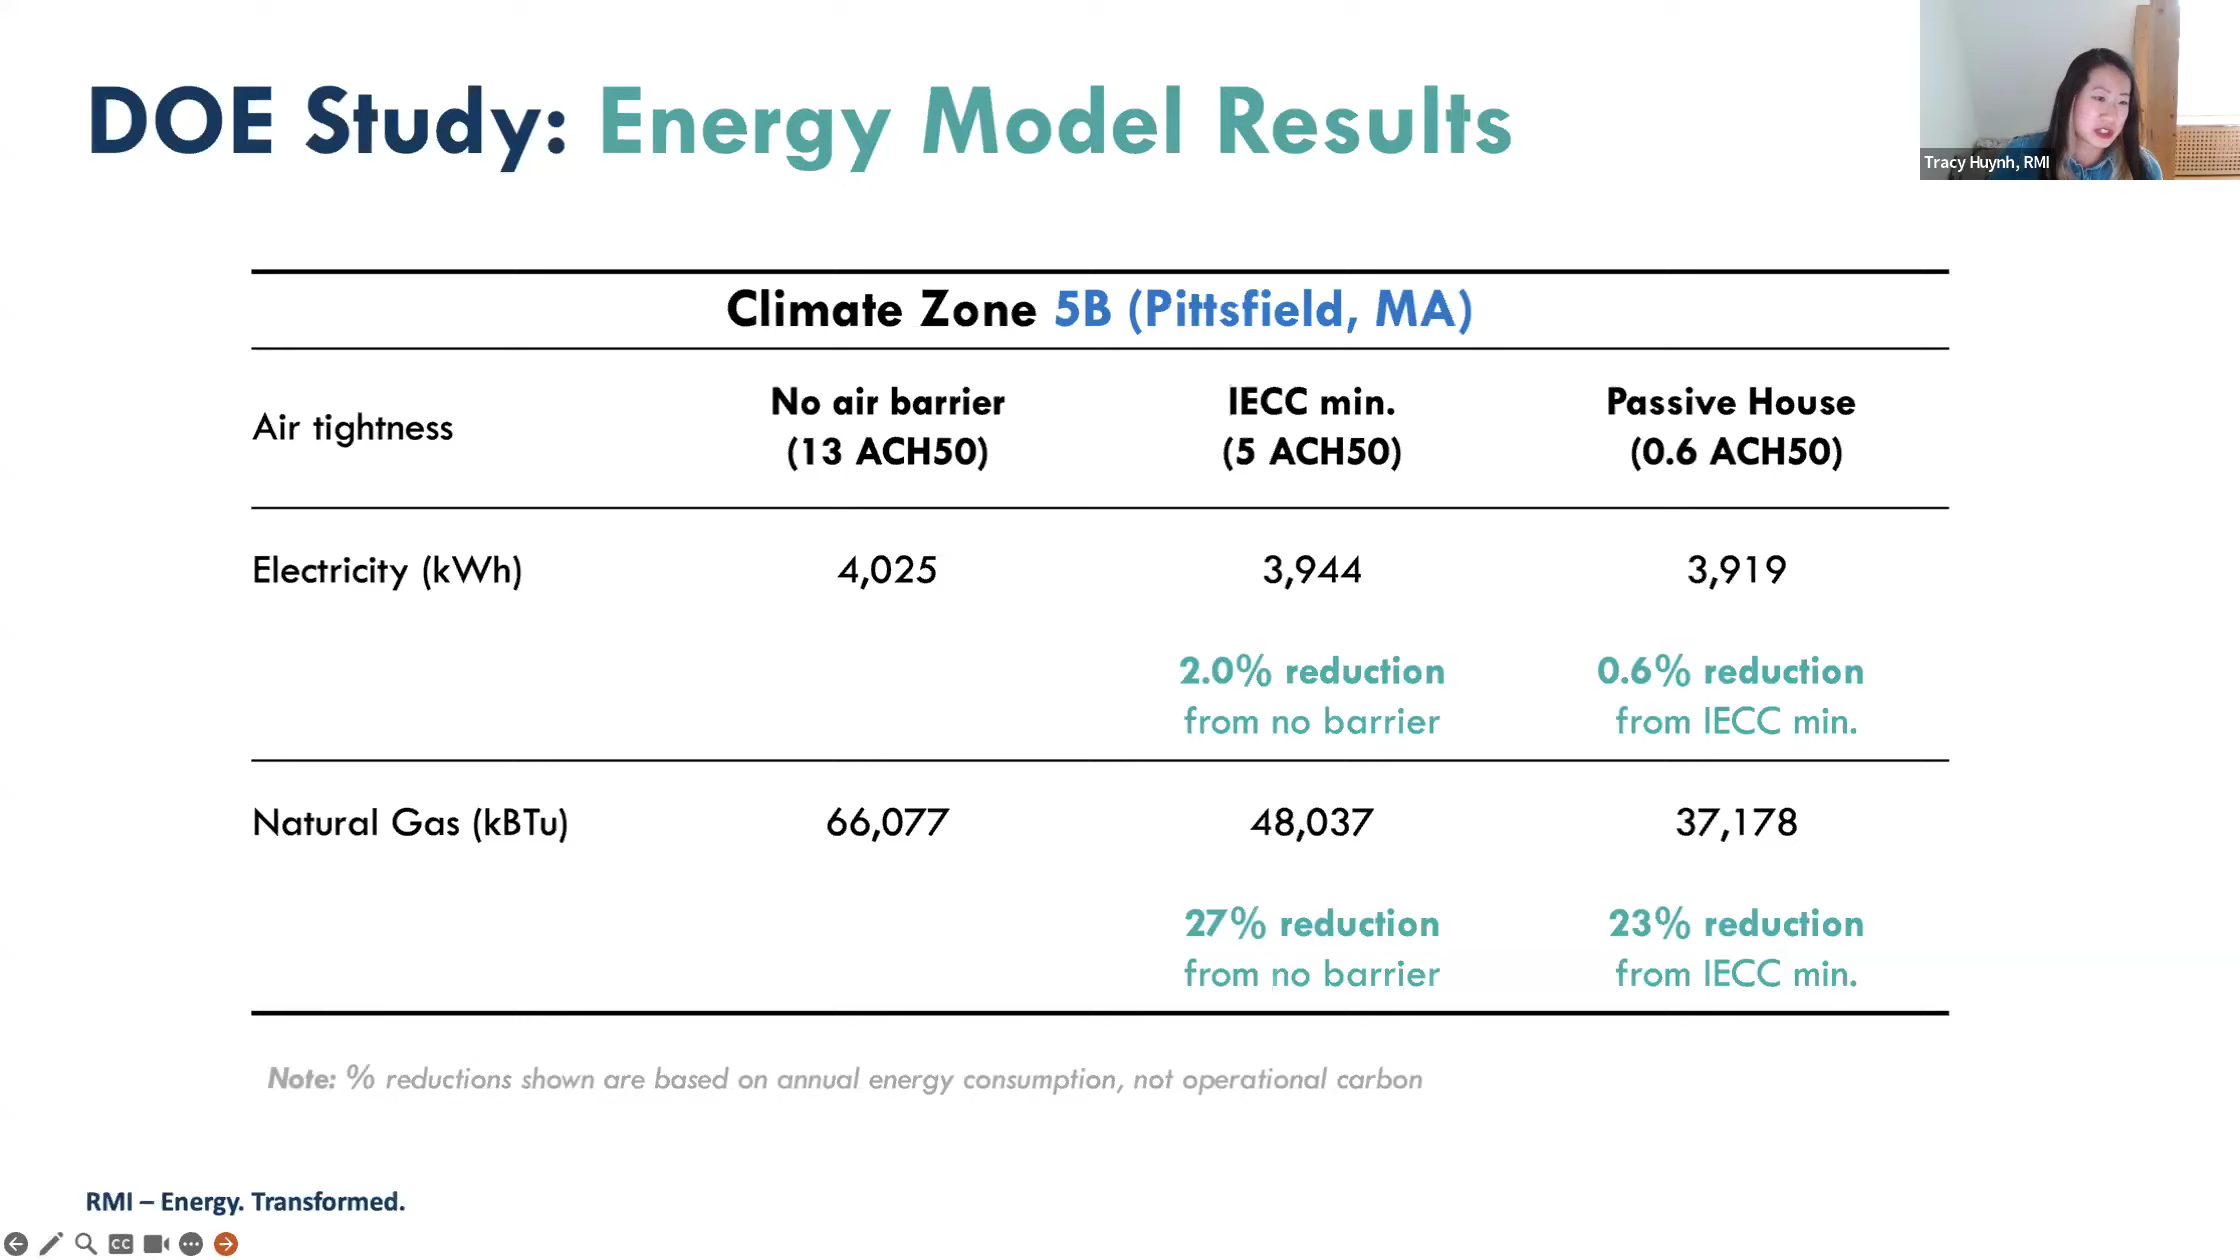 DOE Study: Energy Model Results
Tracy Huynh, RMI
Climate Zone 5B (Pittsfield, MA)
Air tightness
No air barrier
(13 ACH50)
IECC min.
(5 ACH50)
Passive House
(0.6 ACH50)
Electricity (kWh)
4,025
3,944
3,919
2.0% reduction
from no barrier
0.6% reduction
from IECC min.
Natural Gas (kBTu)
66,077
48,037
37,178
27% reduction
from no barrier
23% reduction
from IECC min.
Note: % reductions shown are based on annual energy consumption, not operational carbon
RMI – Energy. Transformed.
CC